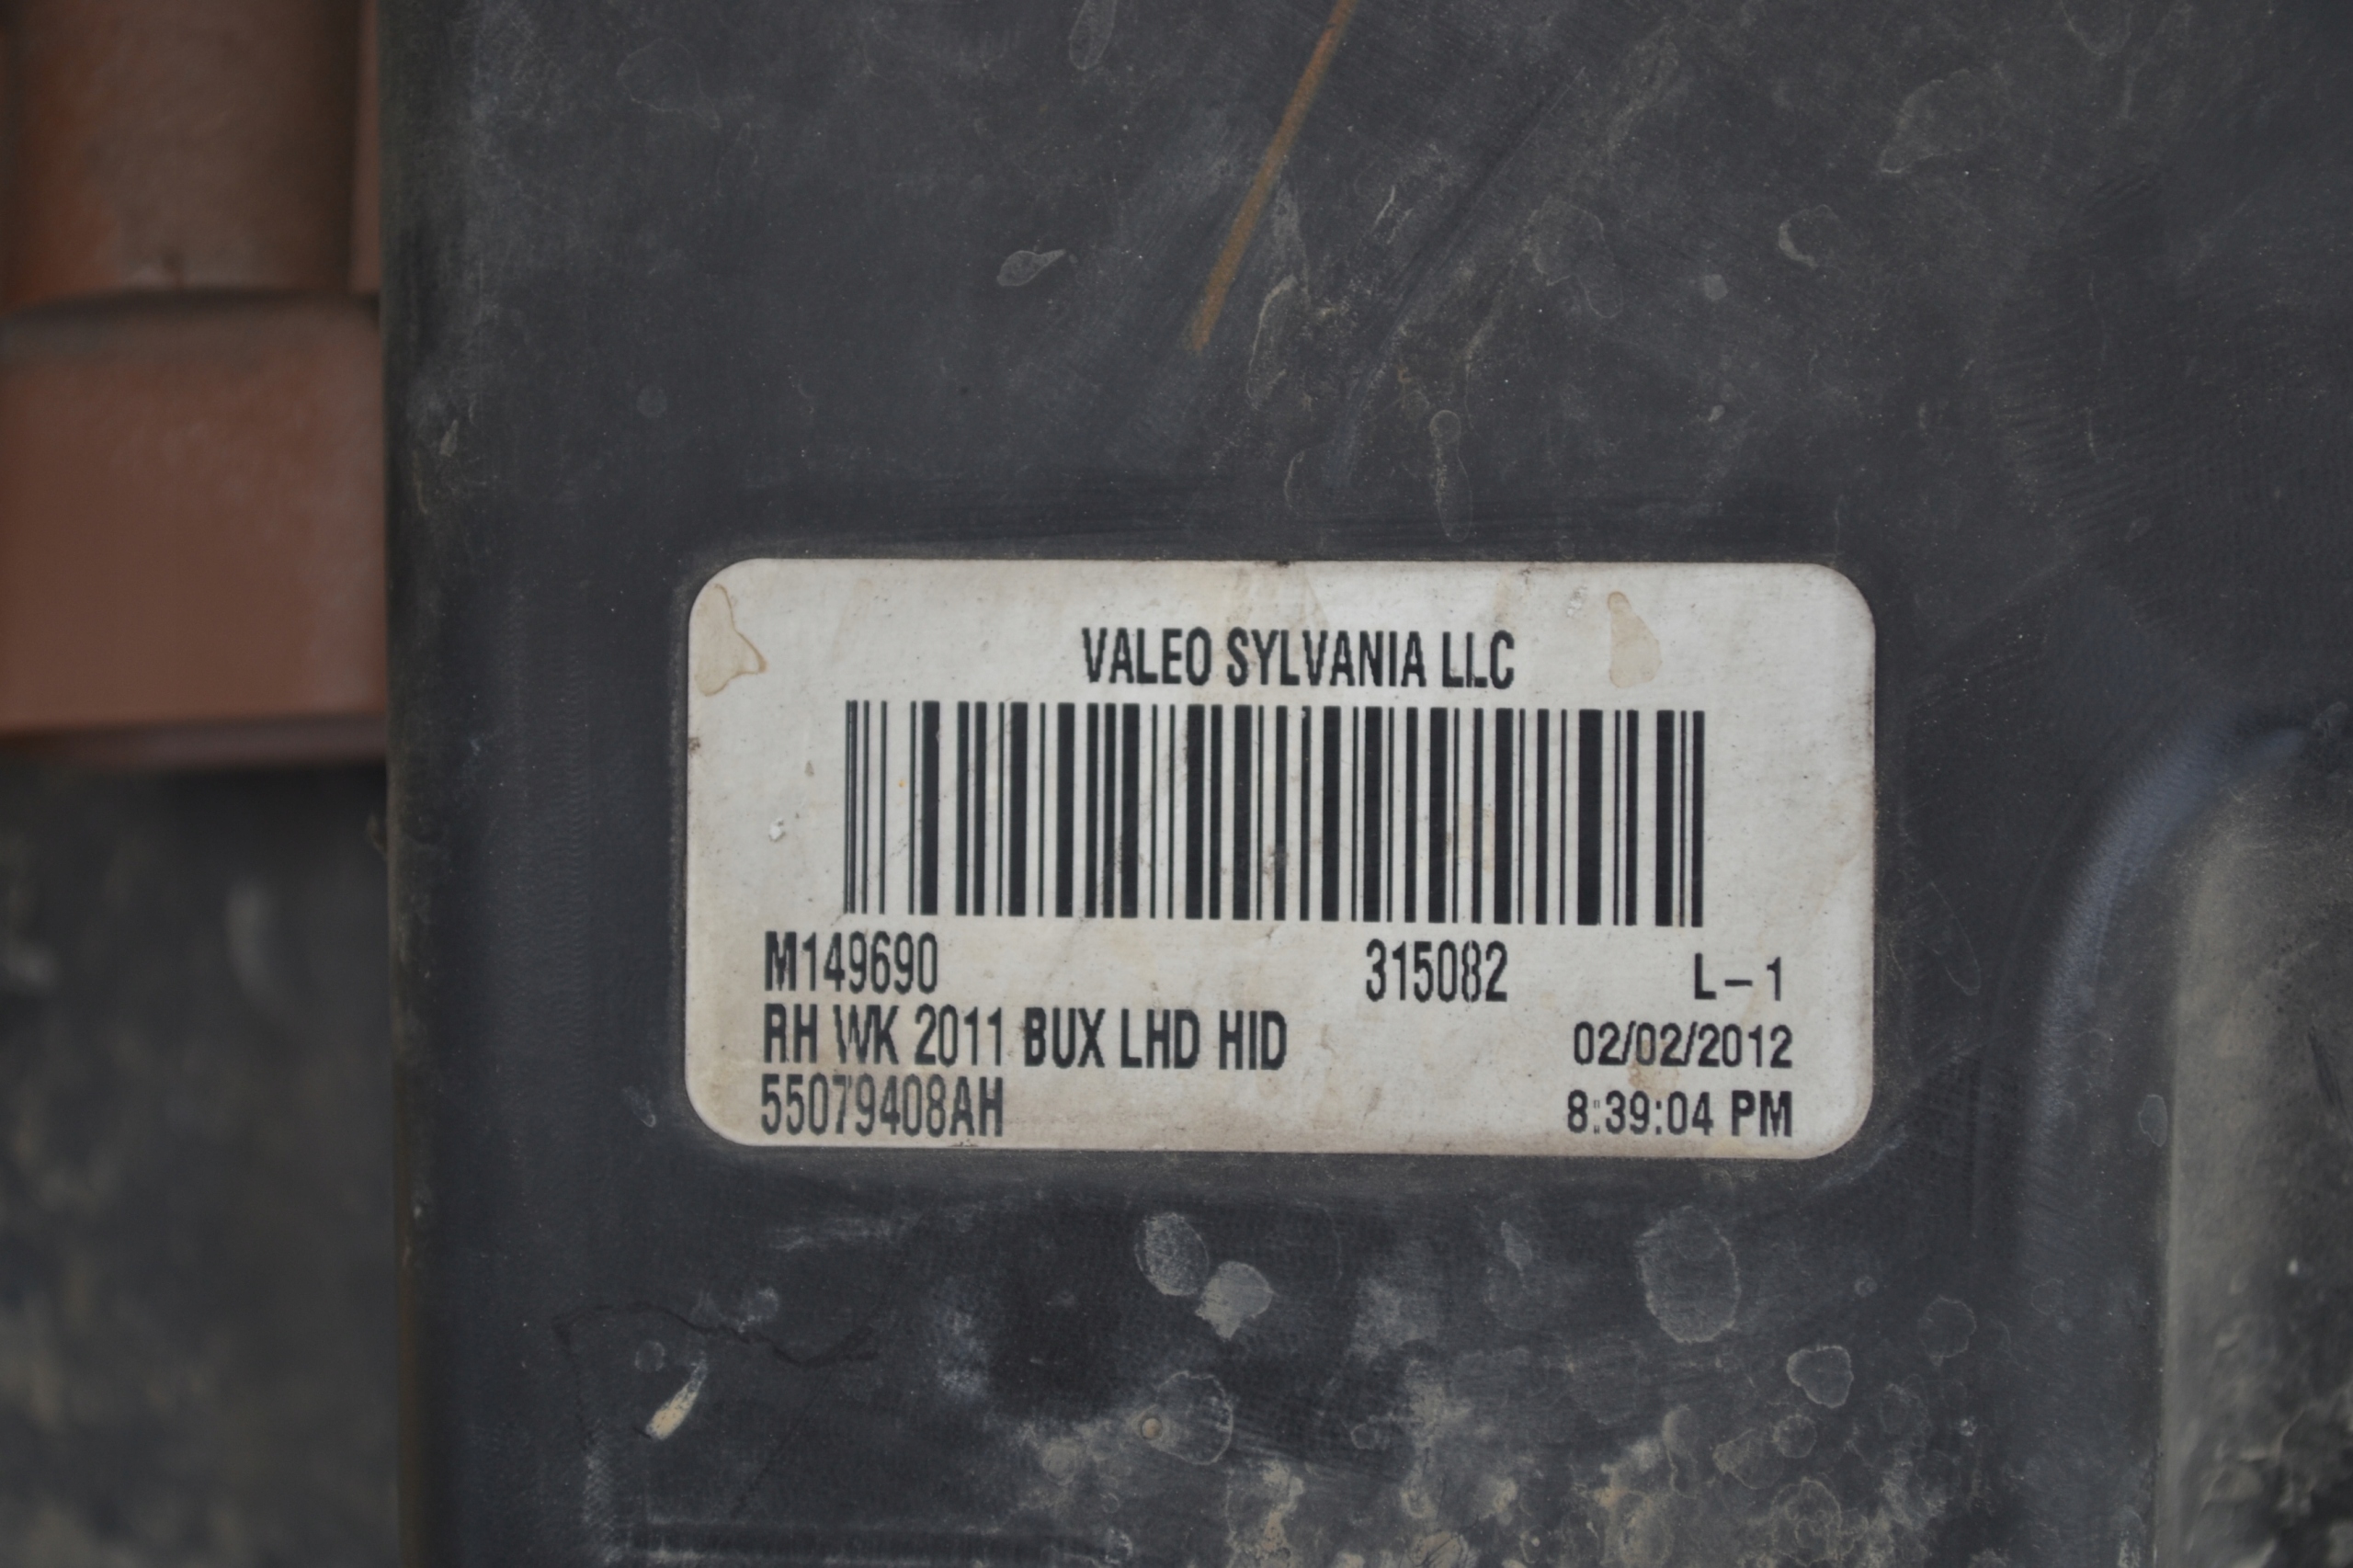 VALEO SYLVANIA LLC
M149690 315082 L-1
RH WK 2011 BUX LHD HID 02/02/2012
55079408AH 8:39:04 PM